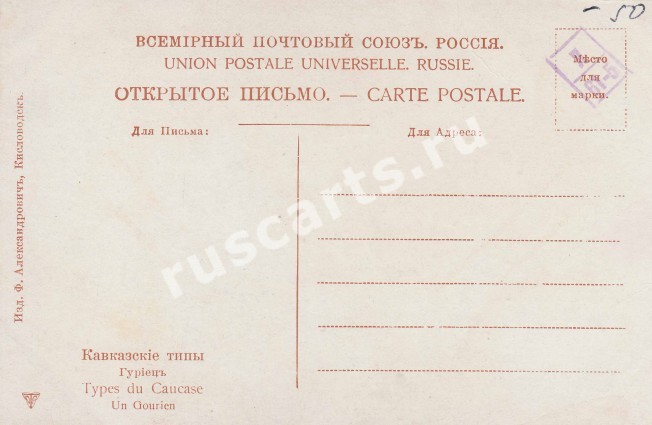 - 50
ВСЕМІРНЫЙ ПОЧТОВЫЙ СОЮЗЪ. РОССІЯ.
UNION POSTALE UNIVERSELLE. RUSSIE.
ОТКРЫТОЕ ПИСЬМО. — CARTE POSTALE.
Мѣсто
для
марки.
Для Письма:
Для Адреса:
Изд. Ф. Александровичъ, Кисловодскъ.
Кавказскіе типы
Гуріецъ
Types du Caucase
Un Gourien
ruscarts.ru